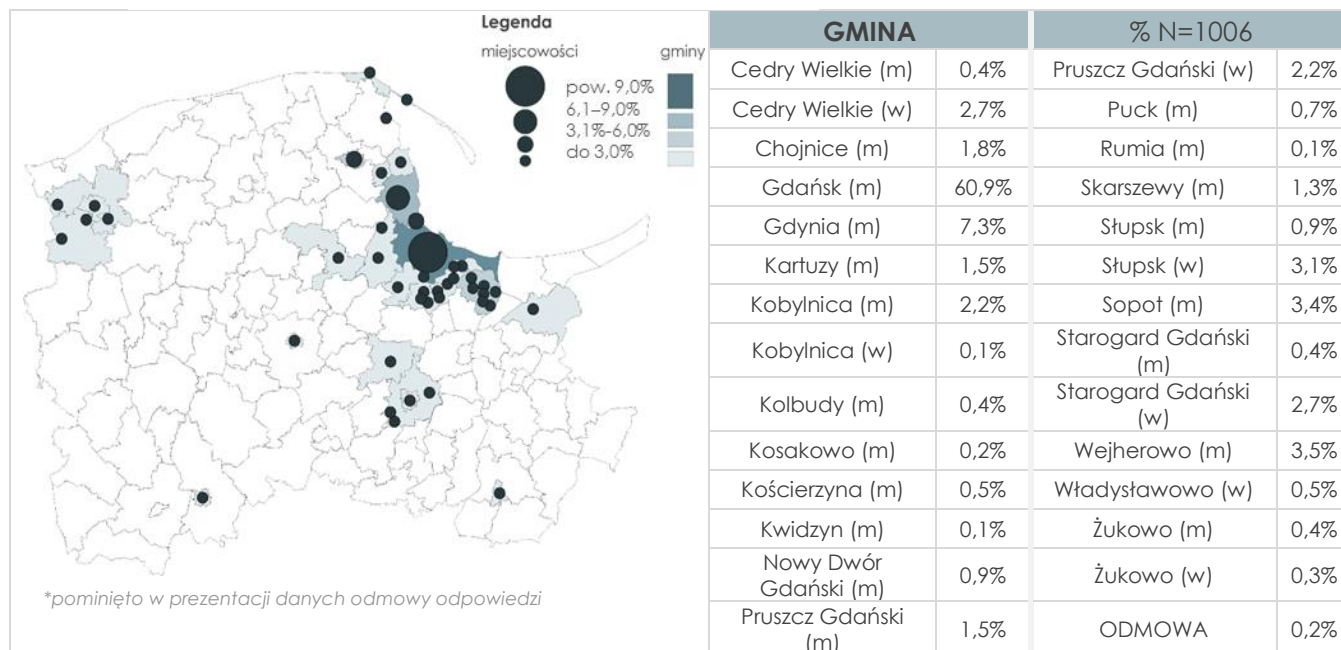 Legenda
miejscowości gminy
pow. 9,0%
6,1–9,0%
3,1%-6,0%
do 3,0%
*pominięto w prezentacji danych odmowy odpowiedzi
GMINA % N=1006
Cedry Wielkie (m) 0,4% Pruszcz Gdański (w) 2,2%
Cedry Wielkie (w) 2,7% Puck (m) 0,7%
Chojnice (m) 1,8% Rumia (m) 0,1%
Gdańsk (m) 60,9% Skarszewy (m) 1,3%
Gdynia (m) 7,3% Słupsk (m) 0,9%
Kartuzy (m) 1,5% Słupsk (w) 3,1%
Kobylnica (m) 2,2% Sopot (m) 3,4%
Kobylnica (w) 0,1% Starogard Gdański
(m) 0,4%
Kolbudy (m) 0,4% Starogard Gdański
(w) 2,7%
Kosakowo (m) 0,2% Wejherowo (m) 3,5%
Kościerzyna (m) 0,5% Władysławowo (w) 0,5%
Kwidzyn (m) 0,1% Żukowo (m) 0,4%
Nowy Dwór
Gdański (m) 0,9% Żukowo (w) 0,3%
Pruszcz Gdański
(m) 1,5% ODMOWA 0,2%